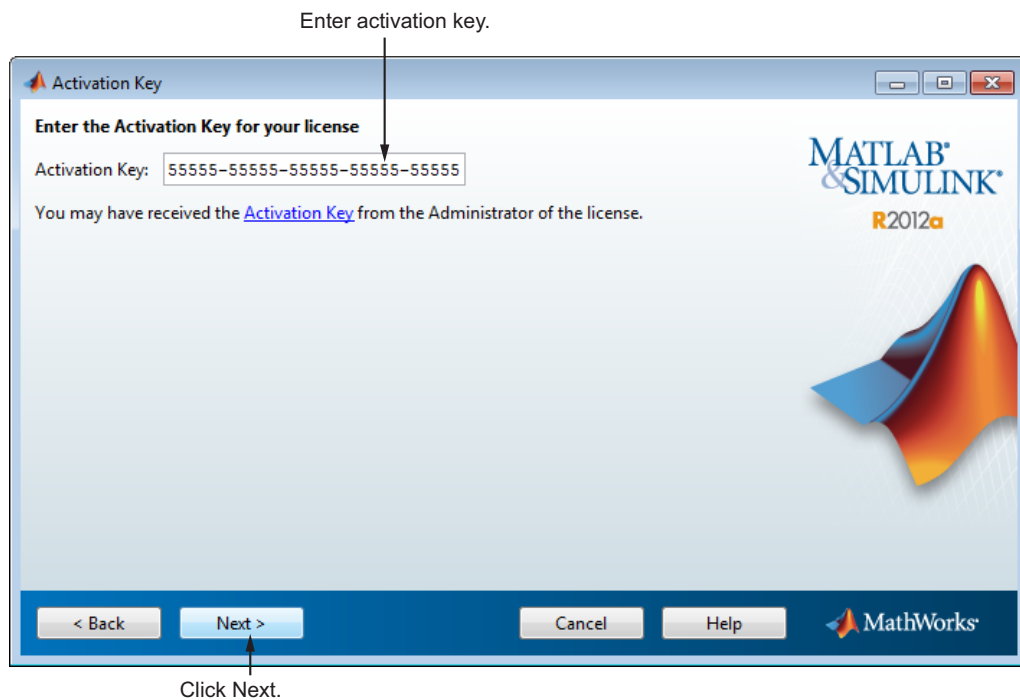 Enter activation key.
Activation Key
Enter the Activation Key for your license
Activation Key: 55555-55555-55555-55555-55555
You may have received the Activation Key from the Administrator of the license.
MATLAB®
&SIMULINK®
R2012a
< Back Next > Cancel Help MathWorks®
Click Next.